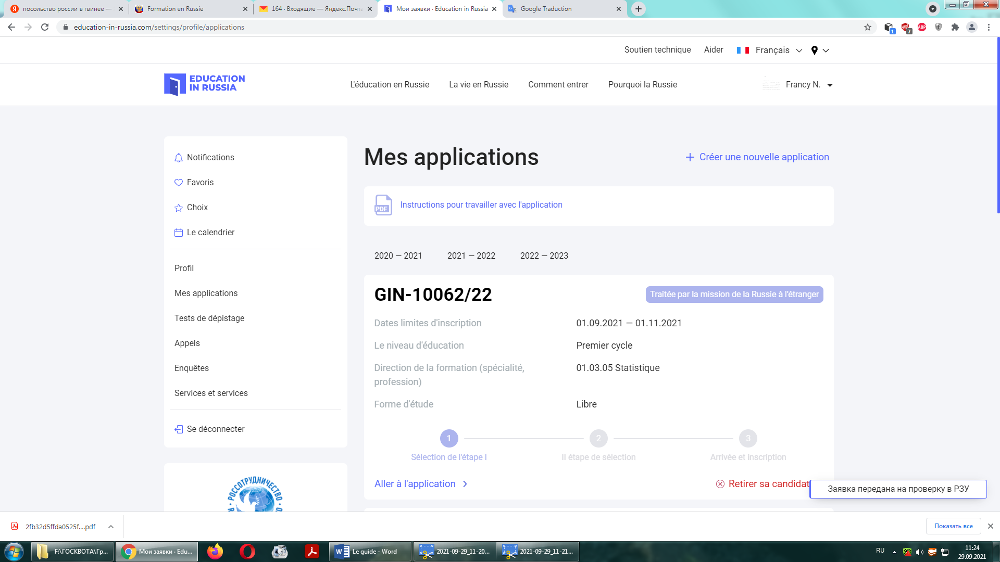 посольство россии в гвинее —
Formation en Russie
164 · Входящие — Яндекс.Почта
Мои заявки · Education in Russia
Google Traduction
education-in-russia.com/settings/profile/applications
Soutien technique
Aider
Français
EDUCATION
IN RUSSIA
L'éducation en Russie
La vie en Russie
Comment entrer
Pourquoi la Russie
Francy N.
Notifications
Favoris
Choix
Le calendrier
Profil
Mes applications
Tests de dépistage
Appels
Enquêtes
Services et services
Se déconnecter
РОССОТРУДНИЧЕСТВО
Mes applications
Créer une nouvelle application
PDF
Instructions pour travailler avec l'application
2020 — 2021
2021 — 2022
2022 — 2023
GIN-10062/22
Traitée par la mission de la Russie à l'étranger
Dates limites d'inscription
01.09.2021 — 01.11.2021
Le niveau d'éducation
Premier cycle
Direction de la formation (spécialité,
profession)
01.03.05 Statistique
Forme d'étude
Libre
1
2
3
Sélection de l'étape I
II étape de sélection
Arrivée et inscription
Aller à l'application
Retirer sa candidat
Заявка передана на проверку в РЗУ
2fb32d5ffda0525f....pdf
Показать все
F:\ГОСКВОТА\Гр...
Мои заявки · Edu...
Le guide - Word
2021-09-29_11-20...
2021-09-29_11-21...
RU
11:24
29.09.2021